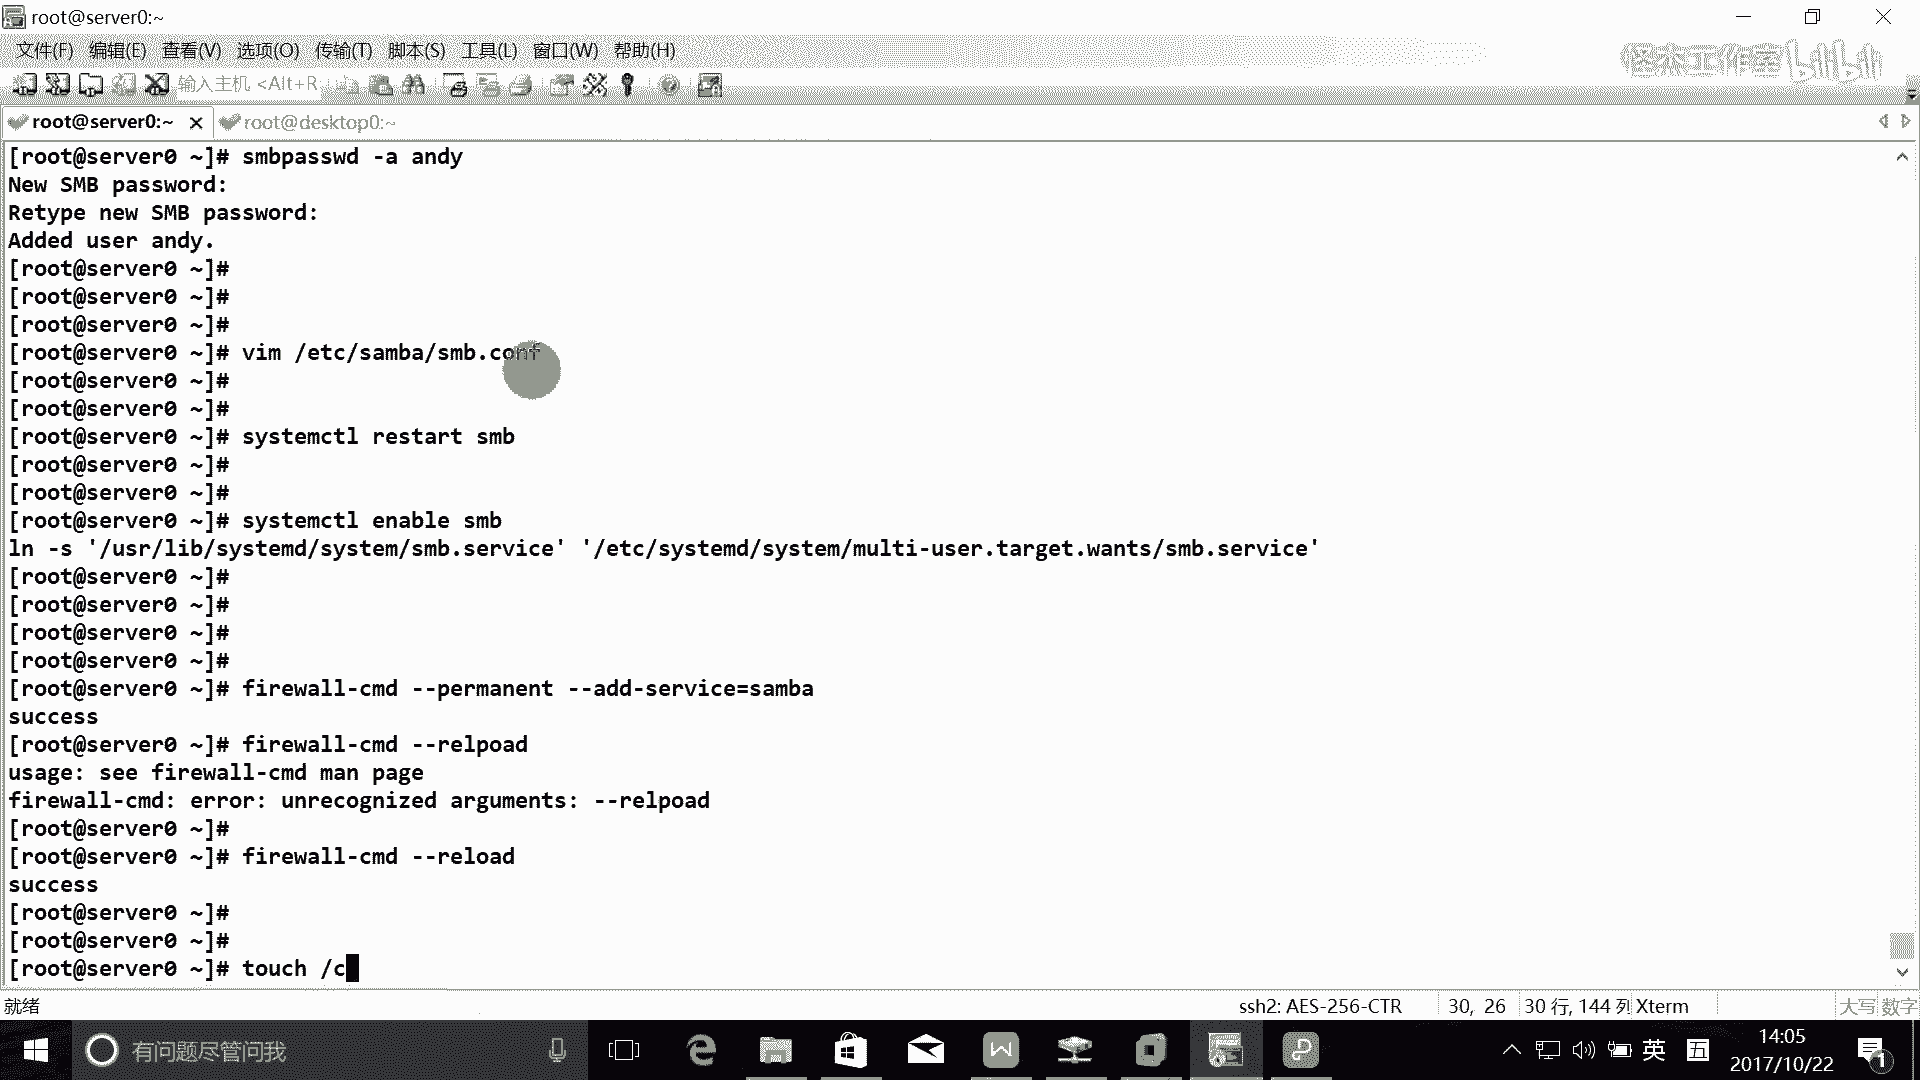 root@server0:~
文件(F) 编辑(E) 查看(V) 选项(O) 传输(T) 脚本(S) 工具(L) 窗口(W) 帮助(H)
输入主机 <Alt+R
root@server0:~
root@desktop0:~
[root@server0 ~]# smbpasswd -a andy
New SMB password:
Retype new SMB password:
Added user andy.
[root@server0 ~]#
[root@server0 ~]#
[root@server0 ~]#
[root@server0 ~]# vim /etc/samba/smb.conf
[root@server0 ~]#
[root@server0 ~]#
[root@server0 ~]# systemctl restart smb
[root@server0 ~]#
[root@server0 ~]#
[root@server0 ~]# systemctl enable smb
ln -s '/usr/lib/systemd/system/smb.service' '/etc/systemd/system/multi-user.target.wants/smb.service'
[root@server0 ~]#
[root@server0 ~]#
[root@server0 ~]#
[root@server0 ~]#
[root@server0 ~]# firewall-cmd --permanent --add-service=samba
success
[root@server0 ~]# firewall-cmd --relpoad
usage: see firewall-cmd man page
firewall-cmd: error: unrecognized arguments: --relpoad
[root@server0 ~]#
[root@server0 ~]# firewall-cmd --reload
success
[root@server0 ~]#
[root@server0 ~]#
[root@server0 ~]# touch /c
就绪
ssh2: AES-256-CTR
30, 26
30 行, 144 列
Xterm
大写 数字
有问题尽管问我
英
五
14:05
2017/10/22
1
怪杰工作室
bilibili